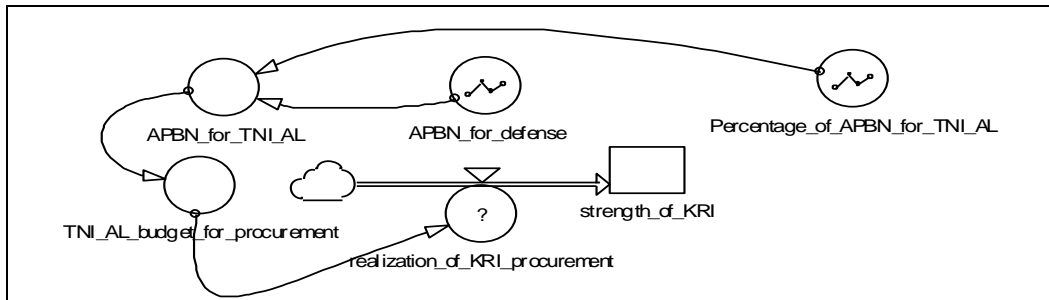 APBN_for_TNI_AL
APBN_for_defense
Percentage_of_APBN_for_TNI_AL
TNI_AL_budget_for_procurement
?
strength_of_KRI
realization_of_KRI_procurement